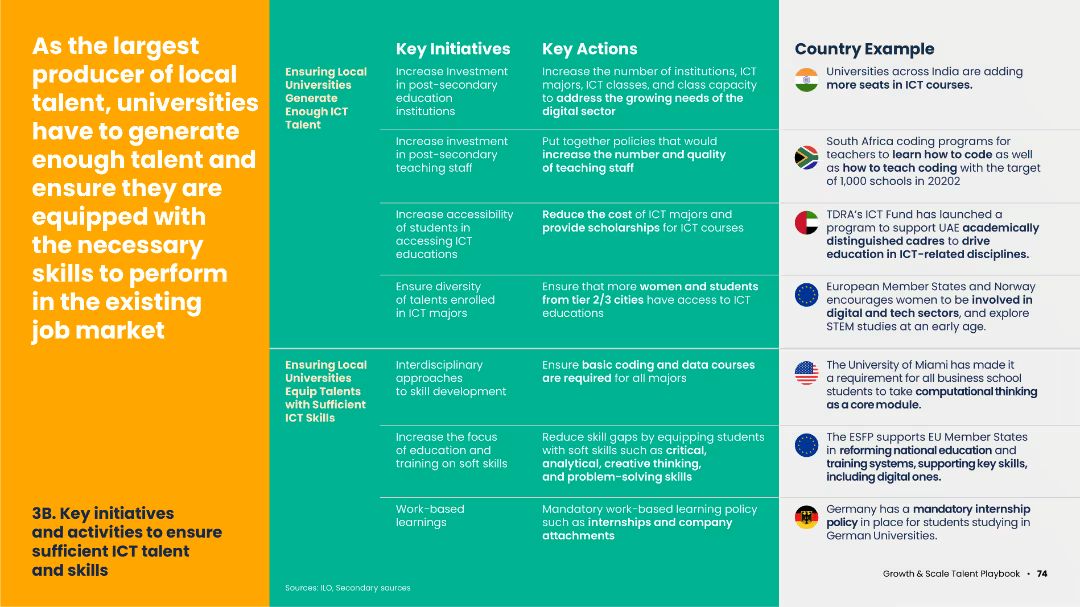 As the largest
producer of local
talent, universities
have to generate
enough talent and
ensure they are
equipped with
the necessary
skills to perform
in the existing
job market
3B. Key initiatives
and activities to ensure
sufficient ICT talent
and skills
Key Initiatives
Key Actions
Country Example
Ensuring Local
Universities
Generate
Enough ICT
Talent
Increase Investment
in post-secondary
education
institutions
Increase the number of institutions, ICT
majors, ICT classes, and class capacity
to address the growing needs of the
digital sector
Universities across India are adding
more seats in ICT courses.
Increase investment
in post-secondary
teaching staff
Put together policies that would
increase the number and quality
of teaching staff
South Africa coding programs for
teachers to learn how to code as well
as how to teach coding with the target
of 1,000 schools in 20202
Increase accessibility
of students in
accessing ICT
educations
Reduce the cost of ICT majors and
provide scholarships for ICT courses
TDRA's ICT Fund has launched a
program to support UAE academically
distinguished cadres to drive
education in ICT-related disciplines.
Ensure diversity
of talents enrolled
in ICT majors
Ensure that more women and students
from tier 2/3 cities have access to ICT
educations
European Member States and Norway
encourages women to be involved in
digital and tech sectors, and explore
STEM studies at an early age.
Ensuring Local
Universities
Equip Talents
with Sufficient
ICT Skills
Interdisciplinary
approaches
to skill development
Ensure basic coding and data courses
are required for all majors
The University of Miami has made it
a requirement for all business school
students to take computational thinking
as a core module.
Increase the focus
of education and
training on soft skills
Reduce skill gaps by equipping students
with soft skills such as critical,
analytical, creative thinking,
and problem-solving skills
The ESFP supports EU Member States
in reforming national education and
training systems, supporting key skills,
including digital ones.
Work-based
learnings
Mandatory work-based learning policy
such as internships and company
attachments
Germany has a mandatory internship
policy in place for students studying in
German Universities.
Sources: ILO, Secondary sources
Growth & Scale Talent Playbook • 74